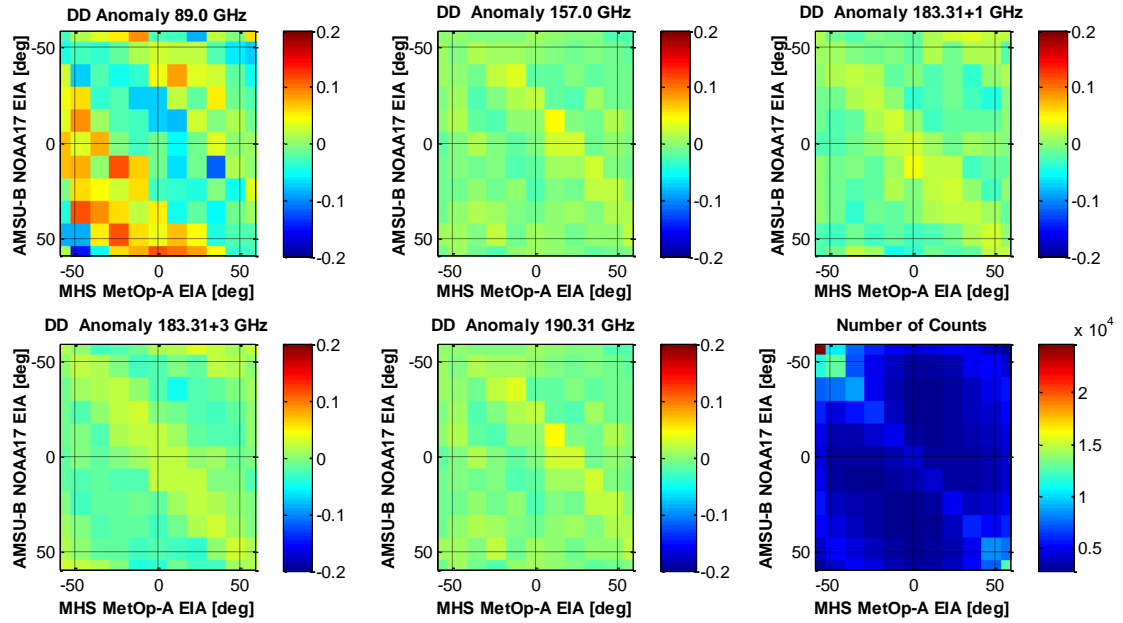 DD Anomaly 89.0 GHz
AMSU-B NOAA17 EIA [deg]
-50
0
50
-50 0 50
MHS MetOp-A EIA [deg]
0.2
0.1
0
-0.1
-0.2
DD Anomaly 157.0 GHz
AMSU-B NOAA17 EIA [deg]
-50
0
50
-50 0 50
MHS MetOp-A EIA [deg]
0.2
0.1
0
-0.1
-0.2
DD Anomaly 183.31+1 GHz
AMSU-B NOAA17 EIA [deg]
-50
0
50
-50 0 50
MHS MetOp-A EIA [deg]
0.2
0.1
0
-0.1
-0.2
DD Anomaly 183.31+3 GHz
AMSU-B NOAA17 EIA [deg]
-50
0
50
-50 0 50
MHS MetOp-A EIA [deg]
0.2
0.1
0
-0.1
-0.2
DD Anomaly 190.31 GHz
AMSU-B NOAA17 EIA [deg]
-50
0
50
-50 0 50
MHS MetOp-A EIA [deg]
0.2
0.1
0
-0.1
-0.2
Number of Counts
AMSU-B NOAA17 EIA [deg]
-50
0
50
-50 0 50
MHS MetOp-A EIA [deg]
x 10⁴
2
1.5
1
0.5